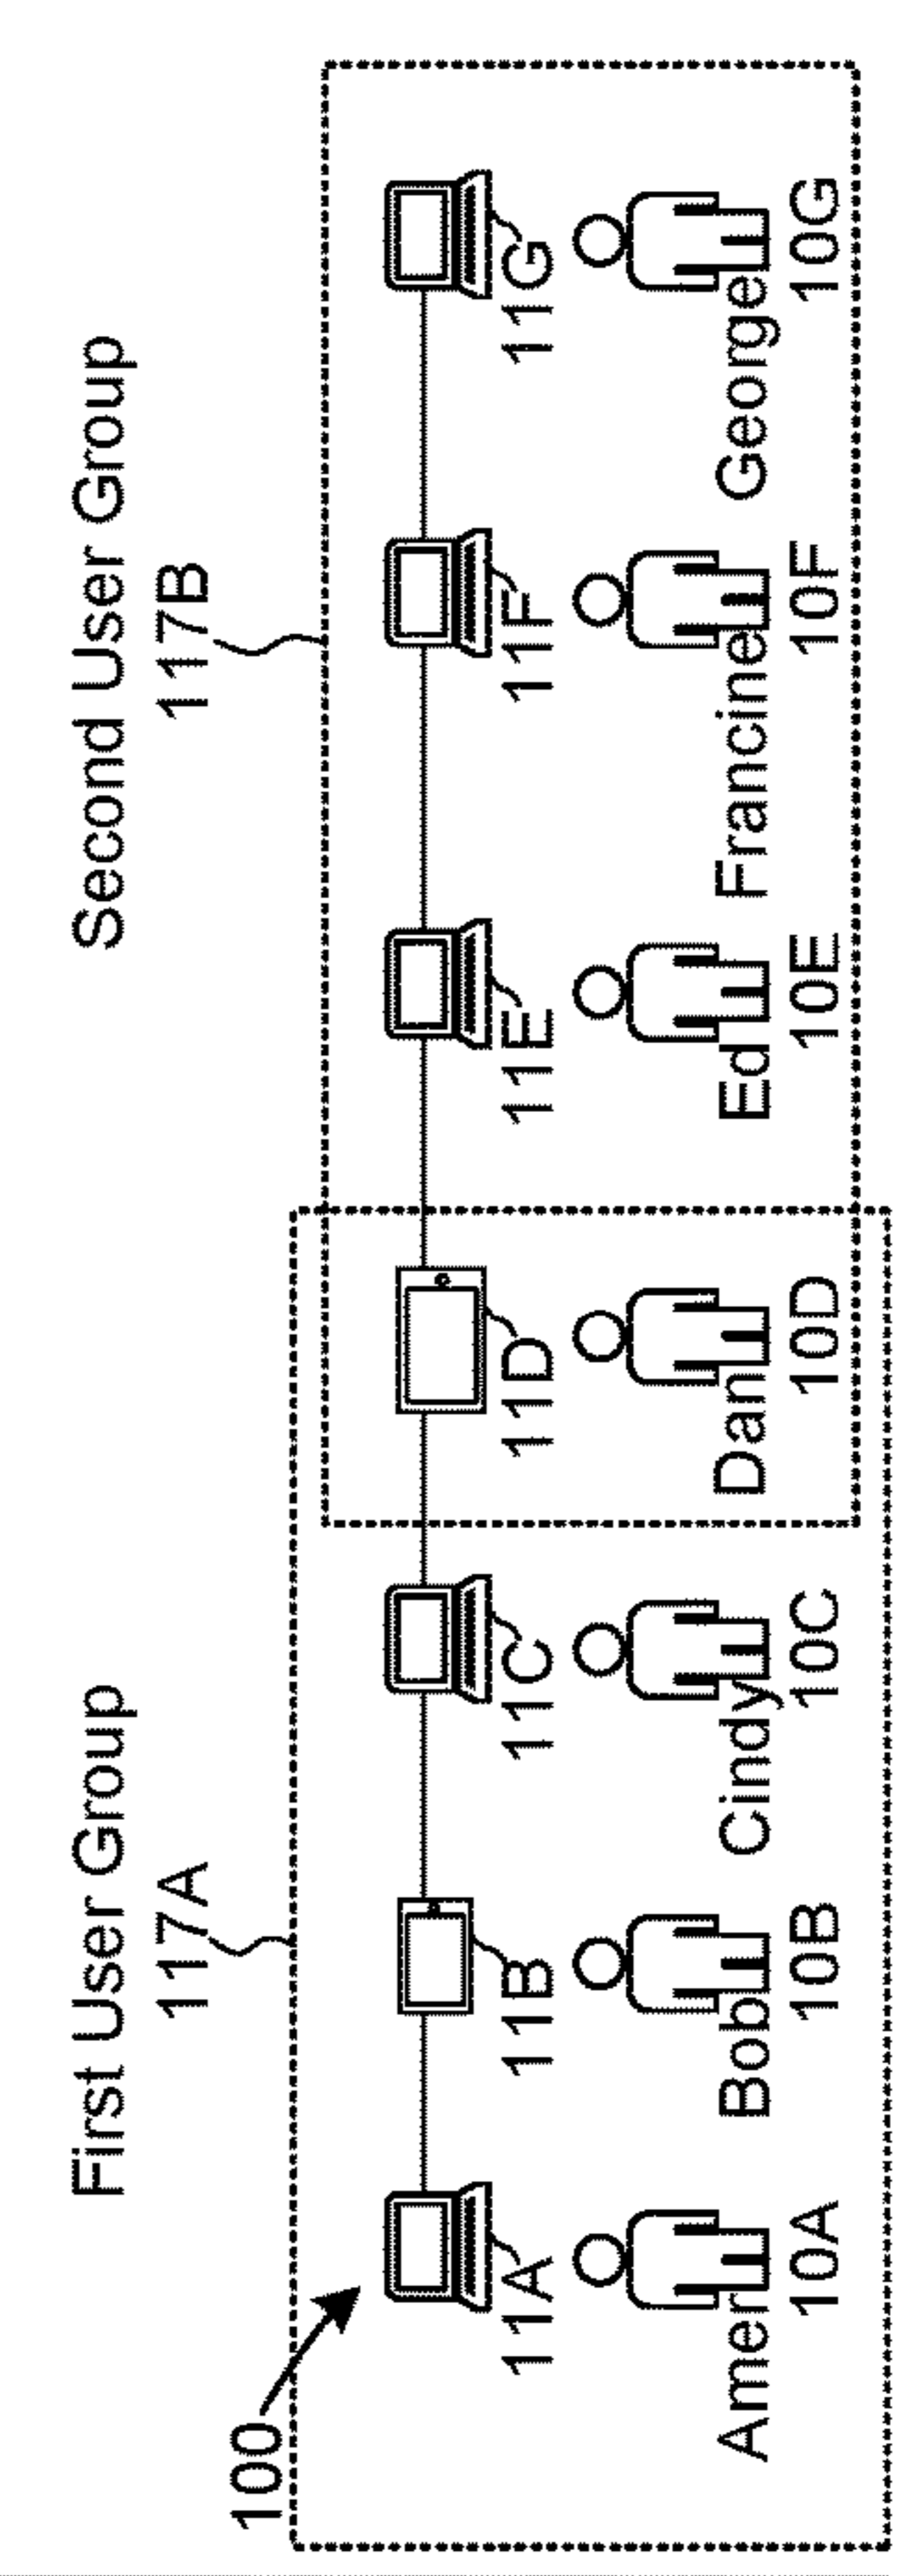 First User Group
117A
Second User Group
117B
100
11A
11B
11C
11D
11E
11F
11G
Amer
Bob
Cindy
Dan
Ed
Francine
George
10A
10B
10C
10D
10E
10F
10G